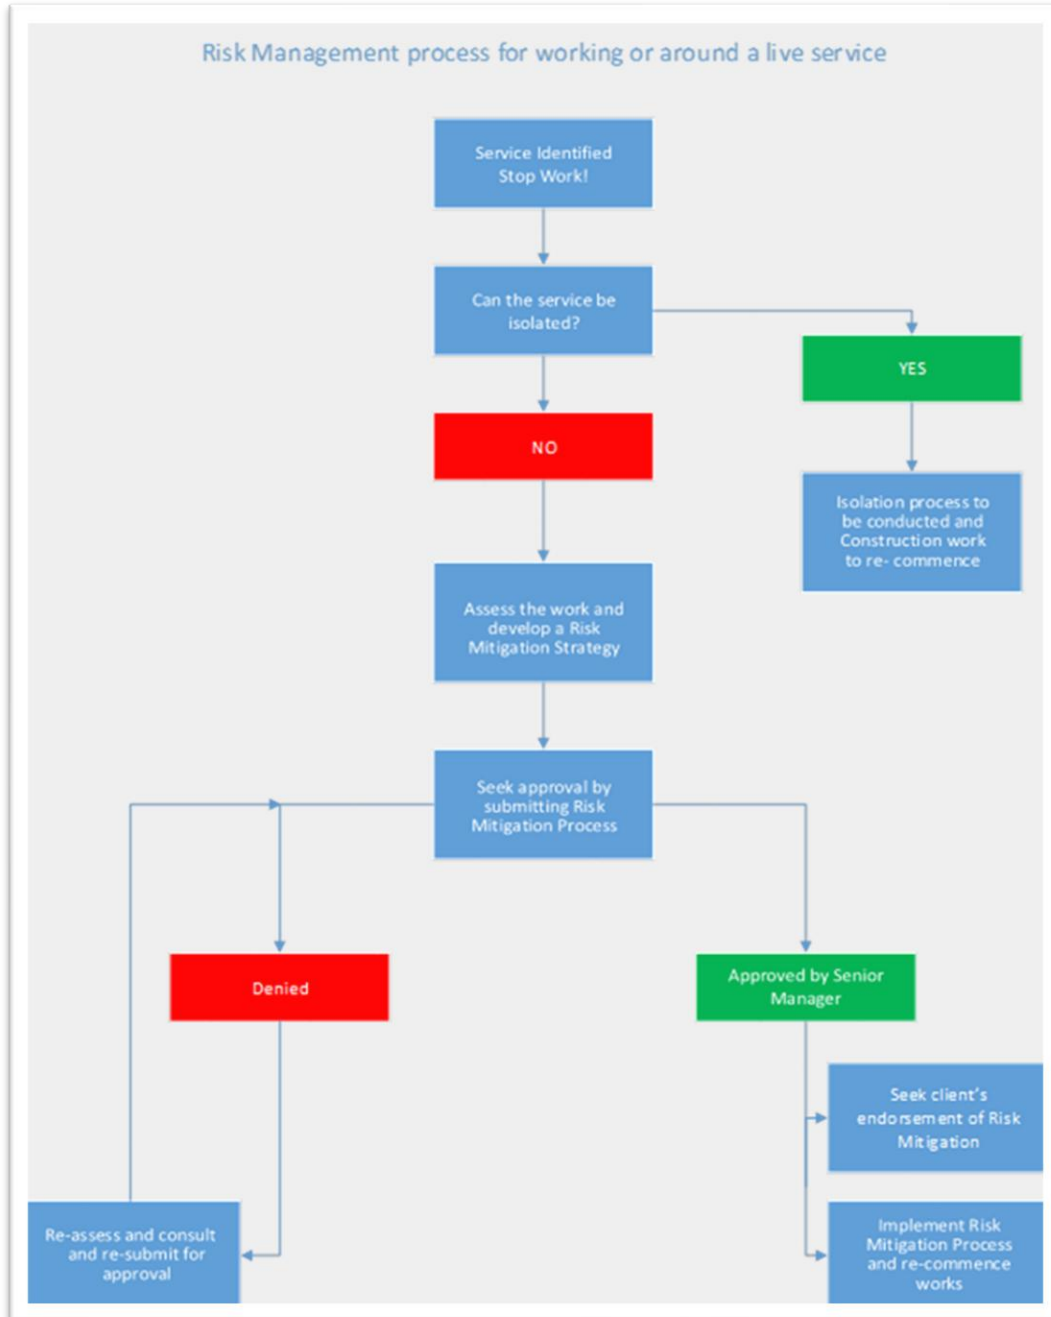 Risk Management process for working or around a live service
Service Identified
Stop Work!
Can the service be
isolated?
YES
NO
Isolation process to
be conducted and
Construction work
to re- commence
Assess the work and
develop a Risk
Mitigation Strategy
Seek approval by
submitting Risk
Mitigation Process
Denied
Approved by Senior
Manager
Seek client's
endorsement of Risk
Mitigation
Re-assess and consult
and re-submit for
approval
Implement Risk
Mitigation Process
and re-commence
works